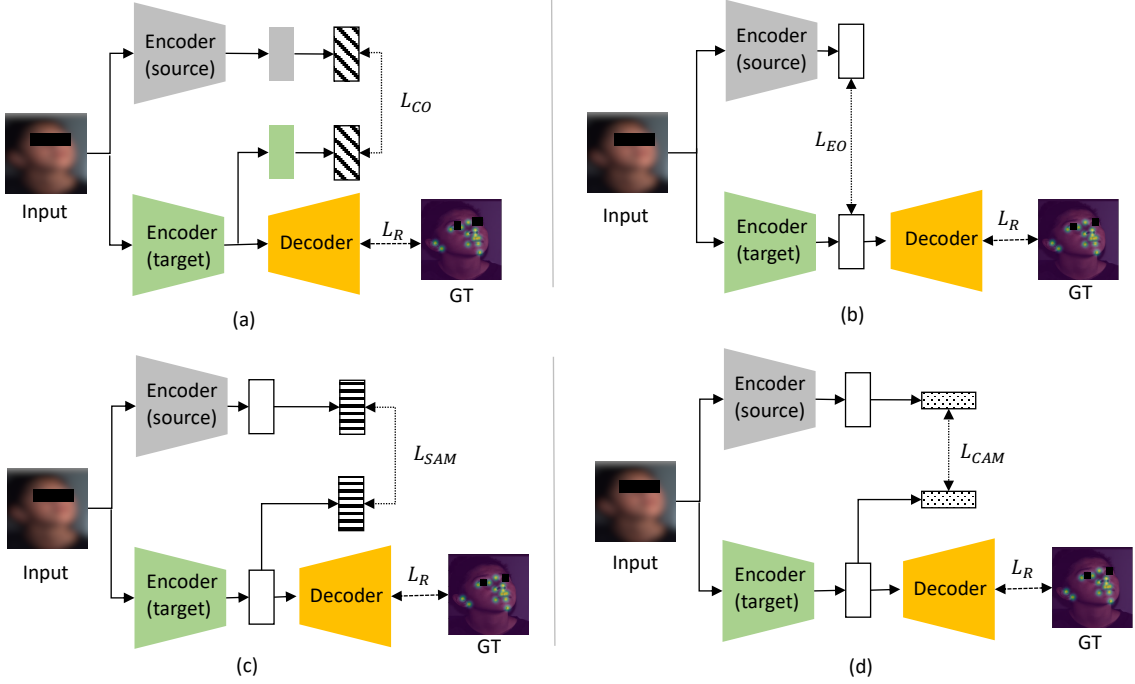 Encoder
(source)
L_CO
Input
Encoder
(target)
Decoder
L_R
GT
(a)
Encoder
(source)
L_EO
Input
Encoder
(target)
Decoder
L_R
GT
(b)
Encoder
(source)
L_SAM
Input
Encoder
(target)
Decoder
L_R
GT
(c)
Encoder
(source)
L_CAM
Input
Encoder
(target)
Decoder
L_R
GT
(d)